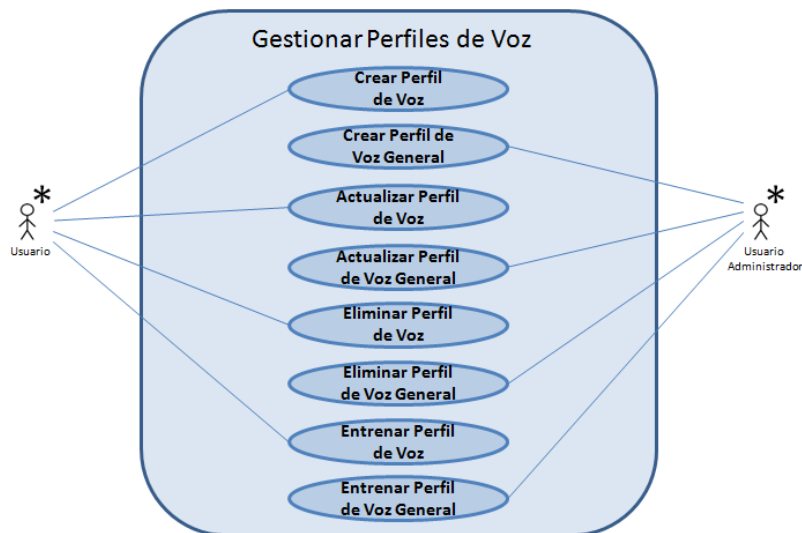 Gestionar Perfiles de Voz
Crear Perfil
de Voz
Crear Perfil de
Voz General
Actualizar Perfil
de Voz
Actualizar Perfil
de Voz General
Eliminar Perfil
de Voz
Eliminar Perfil
de Voz General
Entrenar Perfil
de Voz
Entrenar Perfil
de Voz General
*
Usuario
*
Usuario
Administrador